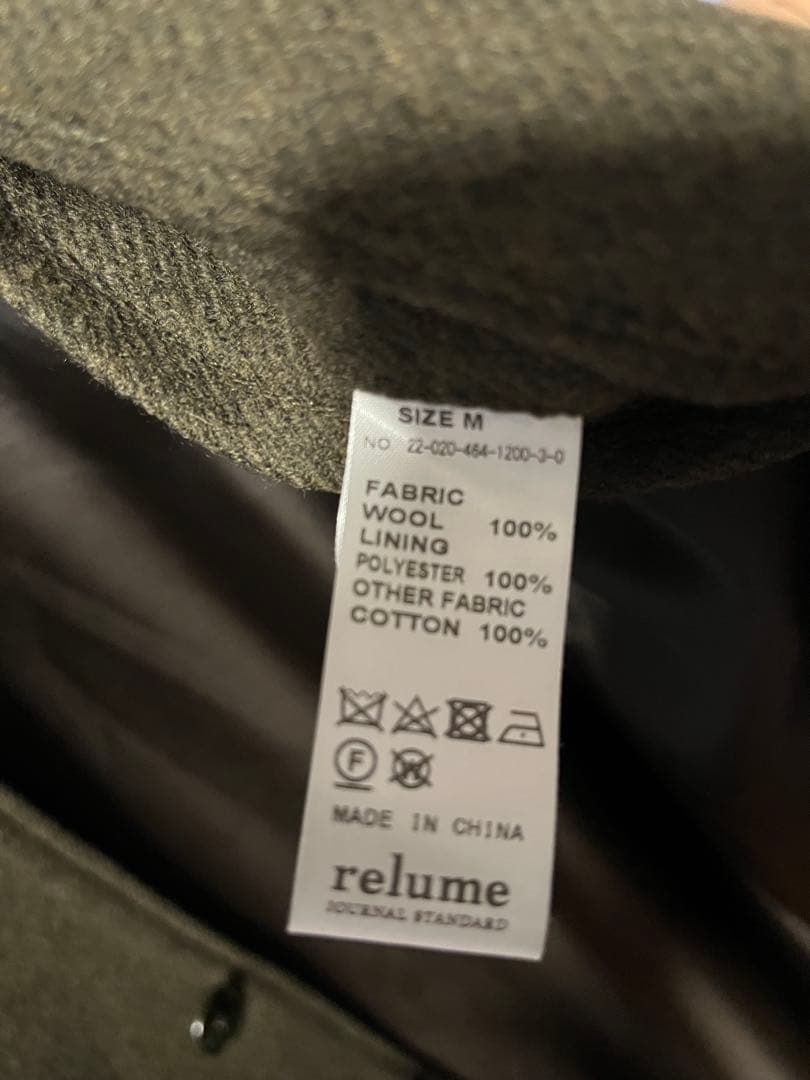 SIZE M
NO 22-020-464-1200-3-0
FABRIC
WOOL 100%
LINING
POLYESTER 100%
OTHER FABRIC
COTTON 100%
F
W
MADE IN CHINA
relume
JOURNAL STANDARD